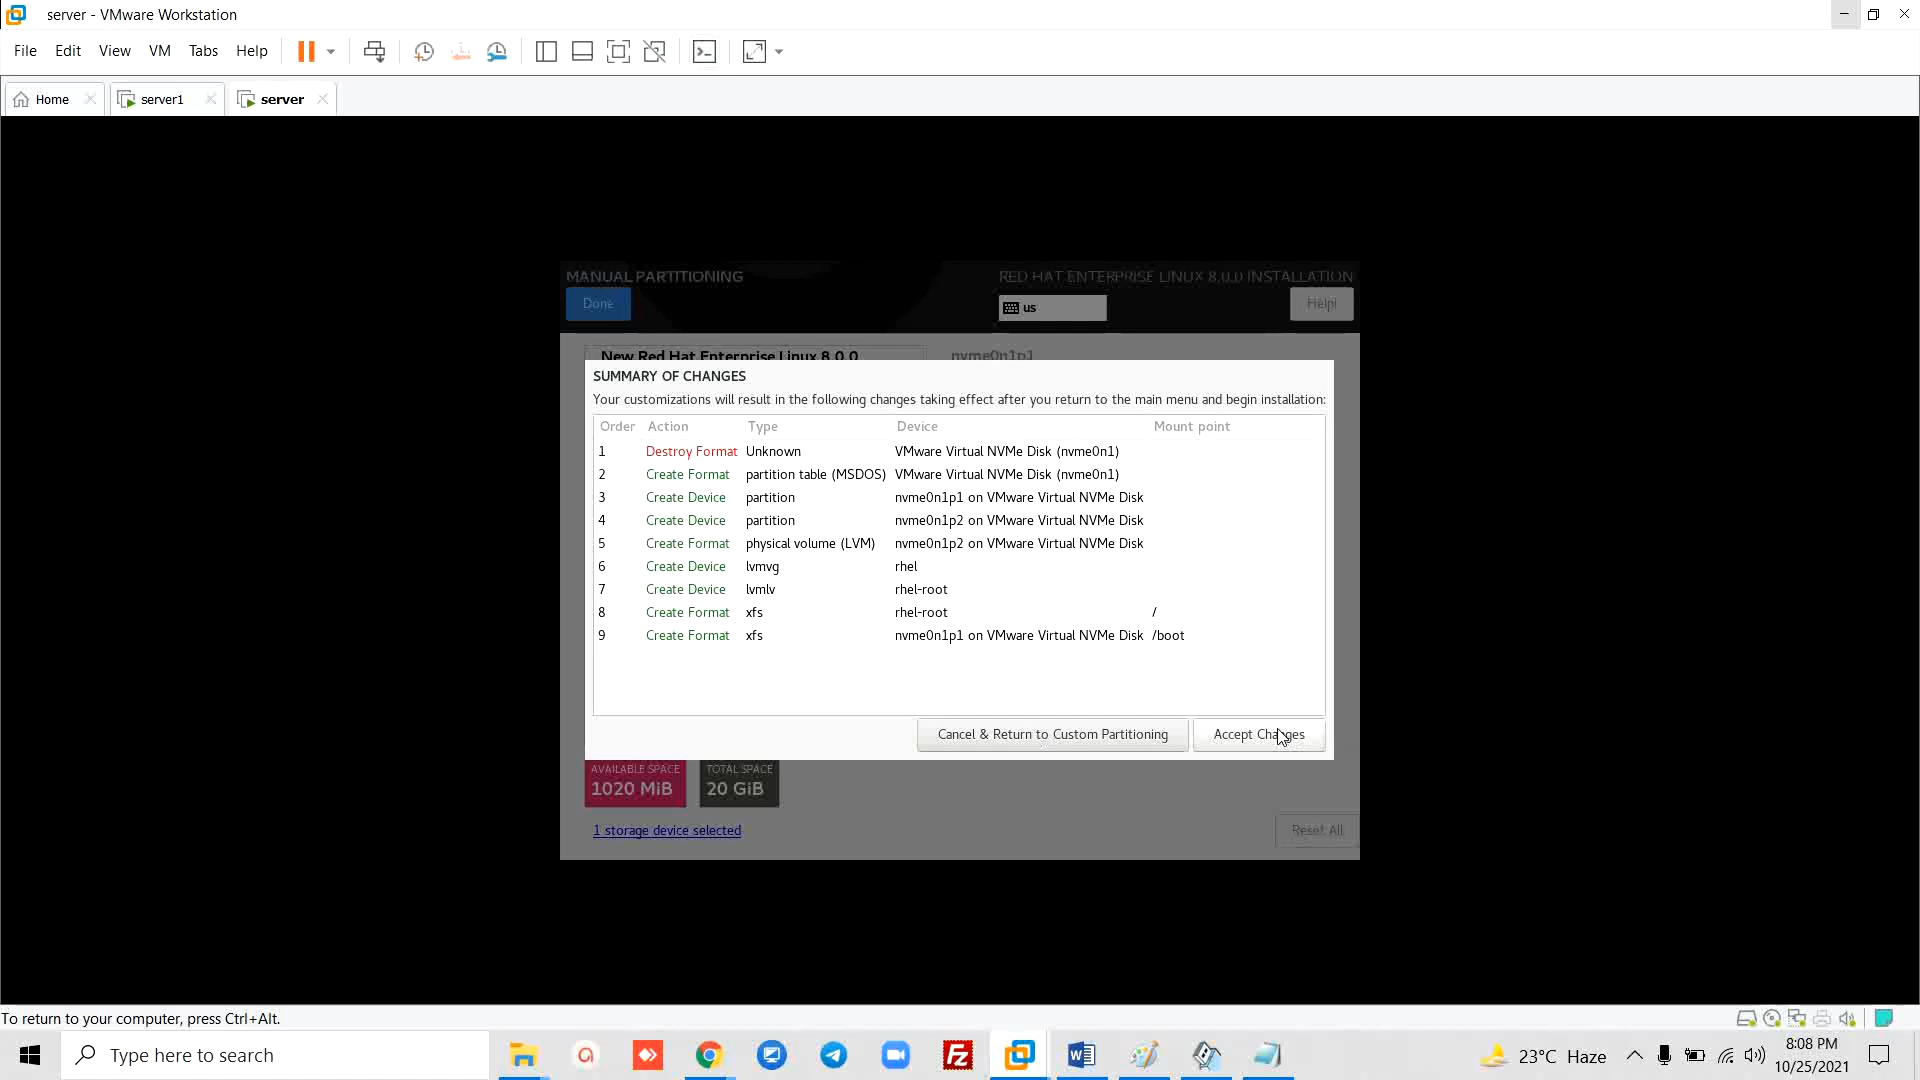 server - VMware Workstation
File Edit View VM Tabs Help
Home server1 server
MANUAL PARTITIONING
RED HAT ENTERPRISE LINUX 8.0.0 INSTALLATION
Done
us
Help!
New Red Hat Enterprise Linux 8.0.0
nvme0n1p1
SUMMARY OF CHANGES
Your customizations will result in the following changes taking effect after you return to the main menu and begin installation:
Order Action Type Device Mount point
1 Destroy Format Unknown VMware Virtual NVMe Disk (nvme0n1)
2 Create Format partition table (MSDOS) VMware Virtual NVMe Disk (nvme0n1)
3 Create Device partition nvme0n1p1 on VMware Virtual NVMe Disk
4 Create Device partition nvme0n1p2 on VMware Virtual NVMe Disk
5 Create Format physical volume (LVM) nvme0n1p2 on VMware Virtual NVMe Disk
6 Create Device lvmvg rhel
7 Create Device lvmlv rhel-root
8 Create Format xfs rhel-root /
9 Create Format xfs nvme0n1p1 on VMware Virtual NVMe Disk /boot
Cancel & Return to Custom Partitioning Accept Changes
AVAILABLE SPACE
1020 MiB
TOTAL SPACE
20 GiB
1 storage device selected
Reset All
To return to your computer, press Ctrl+Alt.
Type here to search
23°C Haze
8:08 PM
10/25/2021